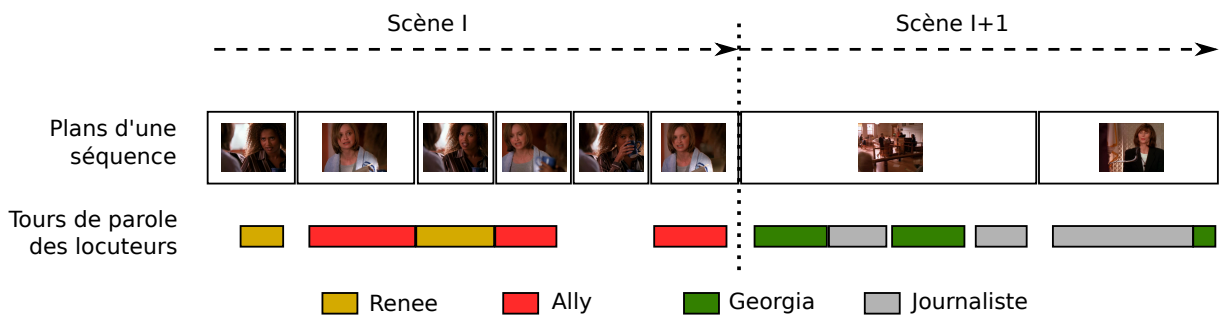 Scène I
Scène I+1
Plans d'une
séquence
Tours de parole
des locuteurs
Renee
Ally
Georgia
Journaliste